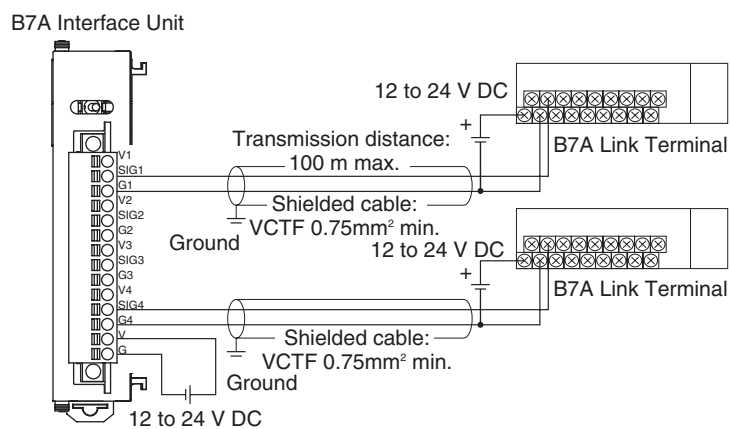 B7A Interface Unit
12 to 24 V DC
+
B7A Link Terminal
Transmission distance:
100 m max.
Shielded cable:
VCTF 0.75mm² min.
Ground
V1
SIG1
G1
V2
SIG2
G2
V3
SIG3
G3
V4
SIG4
G4
V
G
12 to 24 V DC
+
B7A Link Terminal
Shielded cable:
VCTF 0.75mm² min.
Ground
12 to 24 V DC